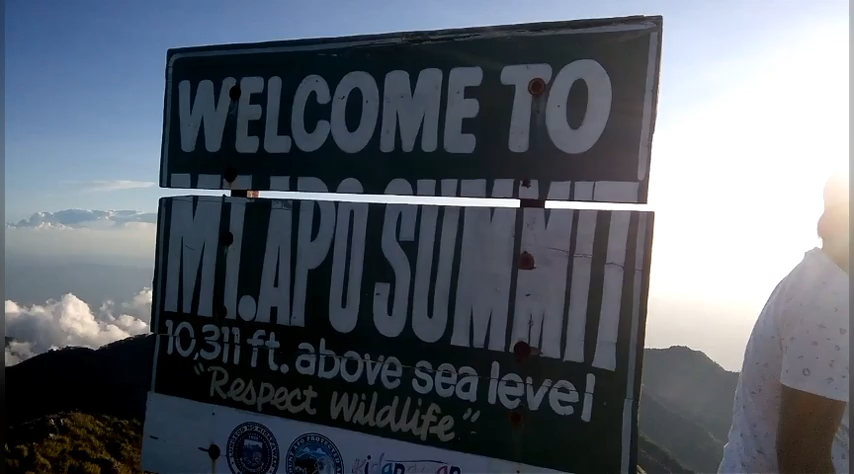 WELCOME TO
MT. APO SUMMIT
10,311 ft. above sea level
"Respect Wildlife"